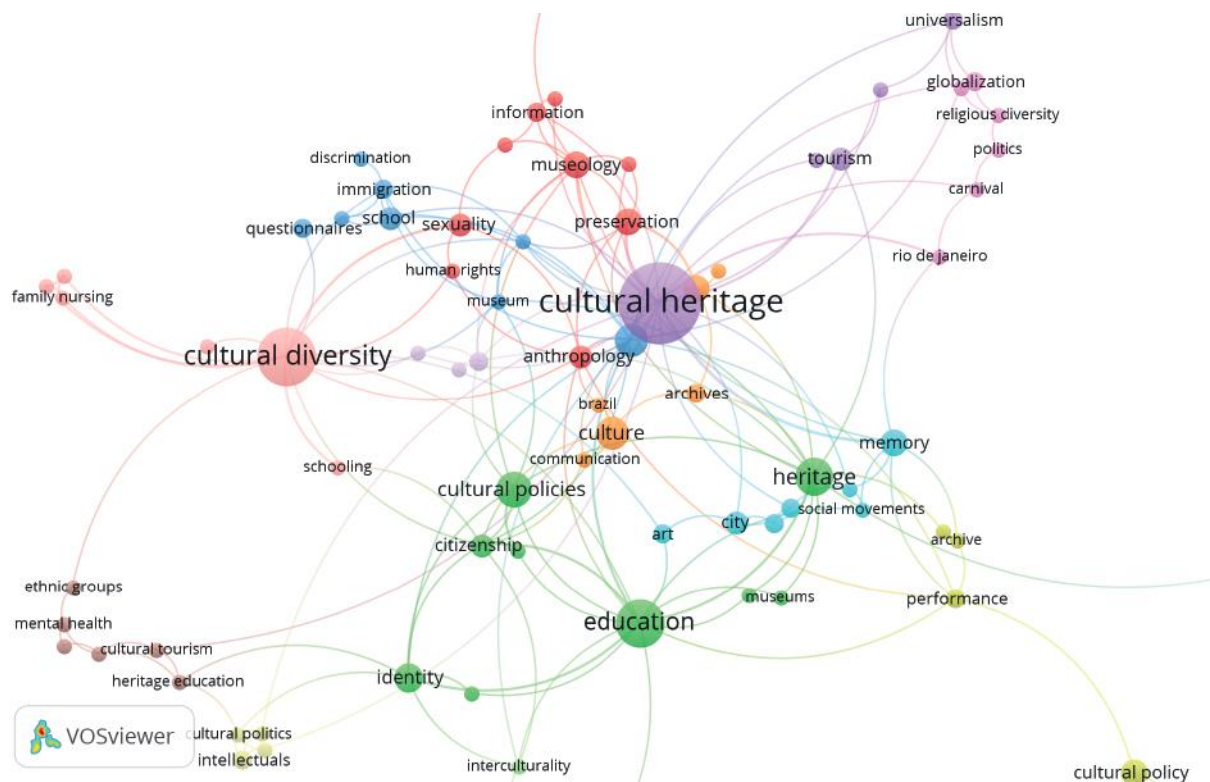 universalism
globalization
information
religious diversity
politics
discrimination
museology
tourism
immigration
carnival
school
sexuality
preservation
questionnaires
rio de janeiro
human rights
family nursing
museum
cultural heritage
cultural diversity
anthropology
archives
brazil
culture
memory
communication
schooling
heritage
cultural policies
social movements
city
art
archive
citizenship
ethnic groups
museums
performance
mental health
education
cultural tourism
identity
heritage education
VOSviewer
cultural politics
intellectuals
interculturality
cultural policy